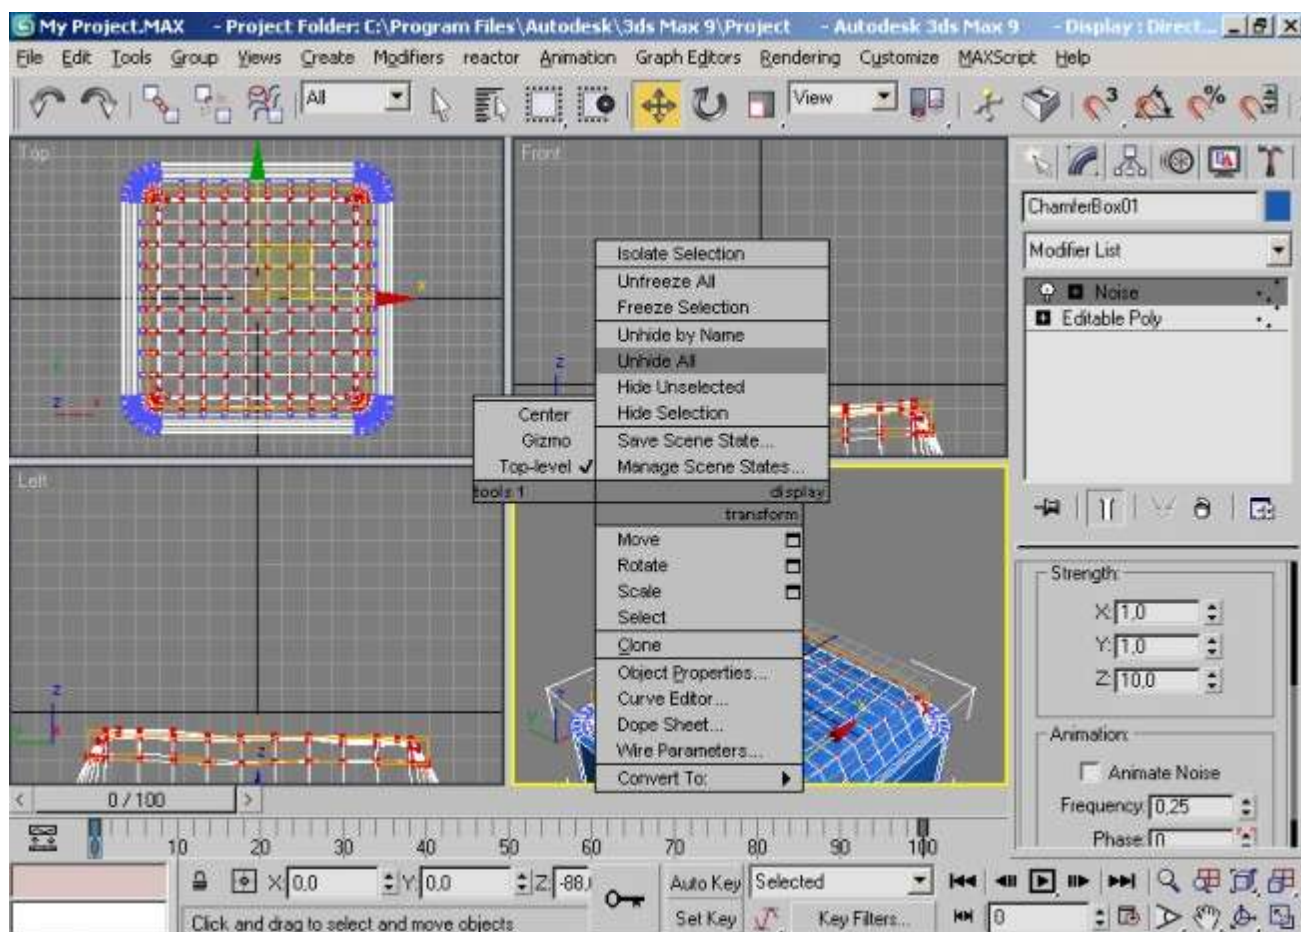 My Project.MAX - Project Folder: C:\Program Files\Autodesk\3ds Max 9\Project - Autodesk 3ds Max 9 - Display : Direct...
File Edit Tools Group Views Create Modifiers reactor Animation Graph Editors Rendering Customize MAXScript Help
All
View
3
%
Top
Front
ChamferBox01
Modifier List
Noise
Editable Poly
Isolate Selection
Unfreeze All
Freeze Selection
Unhide by Name
Unhide All
Hide Unselected
Hide Selection
Save Scene State...
Manage Scene States...
display
Center
Gizmo
Top-level
tools 1
transform
Move
Rotate
Scale
Select
Clone
Object Properties...
Curve Editor...
Dope Sheet...
Wire Parameters...
Convert To:
Left
x
z
z
z
z
Strength:
X: 1,0
Y: 1,0
Z: 10,0
Animation:
Animate Noise
Frequency: 0,25
Phase: 0
< 0 / 100 >
0 10 20 30 40 50 60 70 80 90 100
X: 0,0 Y: 0,0 Z: -88,
Auto Key Selected
Click and drag to select and move objects
Set Key Key Filters...
0